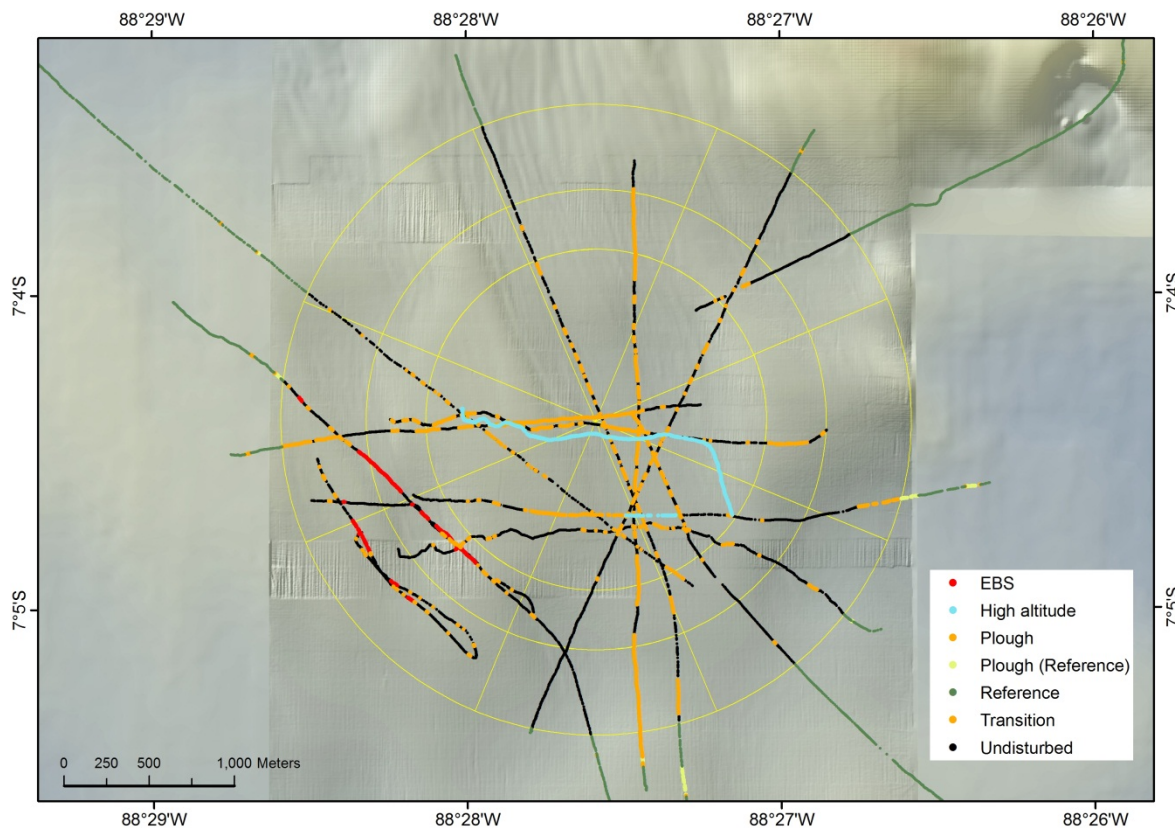 88°29'W 88°28'W 88°27'W 88°26'W
7°4'S 7°4'S
7°5'S 7°5'S
EBS
High altitude
Plough
Plough (Reference)
Reference
Transition
Undisturbed
0 250 500 1,000 Meters
88°29'W 88°28'W 88°27'W 88°26'W